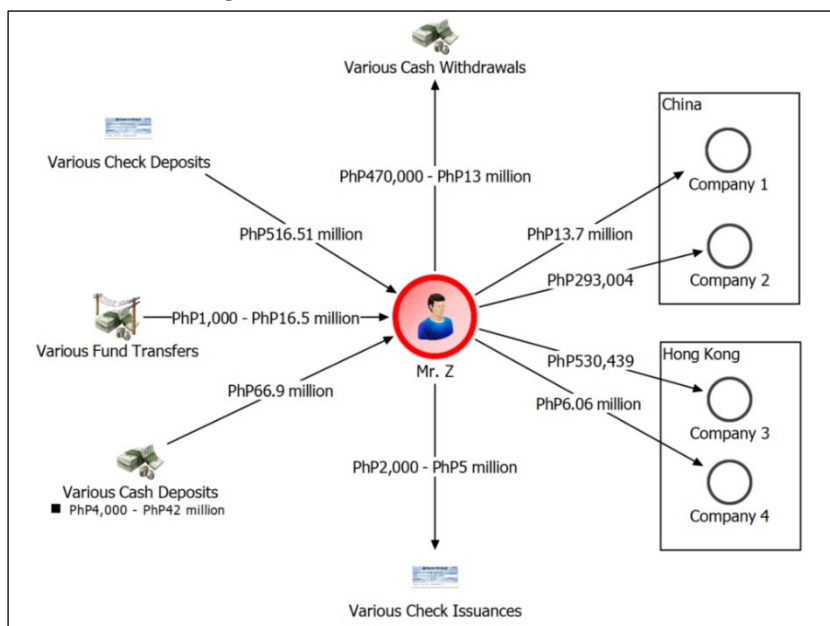 Various Cash Withdrawals
China
Various Check Deposits
PhP470,000 - PhP13 million
Company 1
PhP516.51 million
PhP13.7 million
PhP293,004
Company 2
PhP1,000 - PhP16.5 million
Various Fund Transfers
Mr. Z
PhP530,439
Hong Kong
PhP66.9 million
PhP6.06 million
Company 3
PhP2,000 - PhP5 million
Various Cash Deposits
■ PhP4,000 - PhP42 million
Company 4
Various Check Issuances